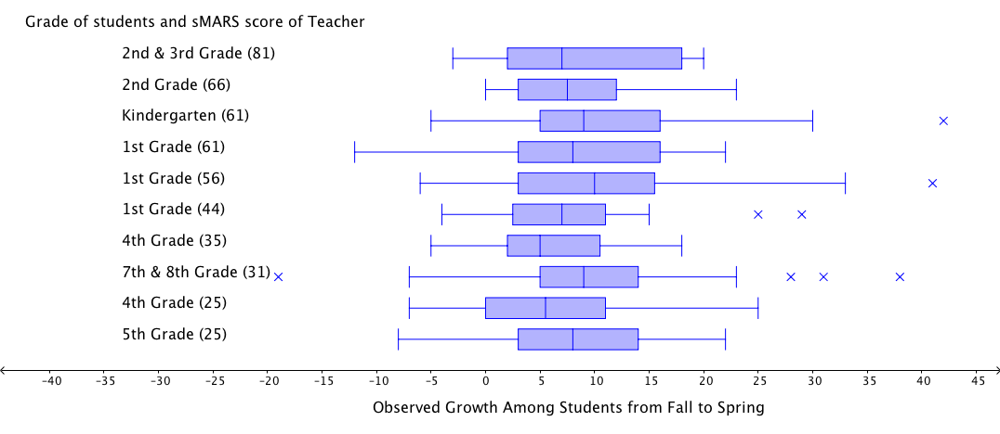 Grade of students and sMARS score of Teacher
2nd & 3rd Grade (81)
2nd Grade (66)
Kindergarten (61)
1st Grade (61)
1st Grade (56)
1st Grade (44)
4th Grade (35)
7th & 8th Grade (31)
4th Grade (25)
5th Grade (25)
-40 -35 -30 -25 -20 -15 -10 -5 0 5 10 15 20 25 30 35 40 45
Observed Growth Among Students from Fall to Spring